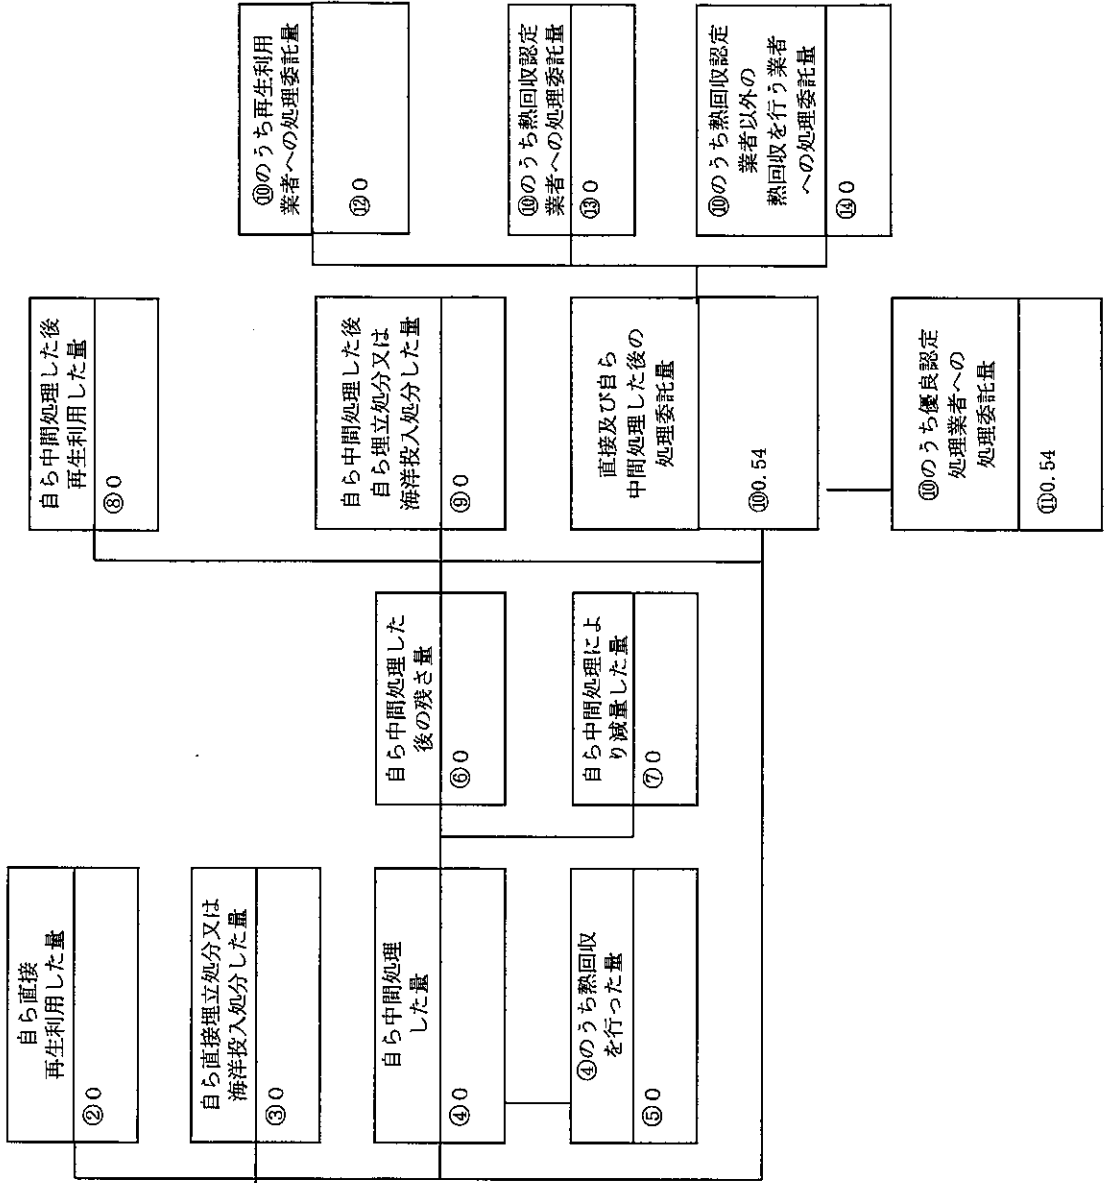 自ら直接
再生利用した量
②0
自ら直接埋立処分又は
海洋投入処分した量
③0
自ら中間処理
した量
④0
④のうち熱回収
を行った量
⑤0
自ら中間処理した
後の残さ量
⑥0
自ら中間処理によ
り減量した量
⑦0
自ら中間処理した後
再生利用した量
⑧0
自ら中間処理した後
自ら埋立処分又は
海洋投入処分した量
⑨0
直接及び自ら
中間処理した後の
処理委託量
⑩0.54
⑩のうち優良認定
処理業者への
処理委託量
⑪0.54
⑩のうち再生利用
業者への処理委託量
⑫0
⑩のうち熱回収認定
業者への処理委託量
⑬0
⑩のうち熱回収認定
業者以外の
熱回収を行う業者
への処理委託量
⑭0